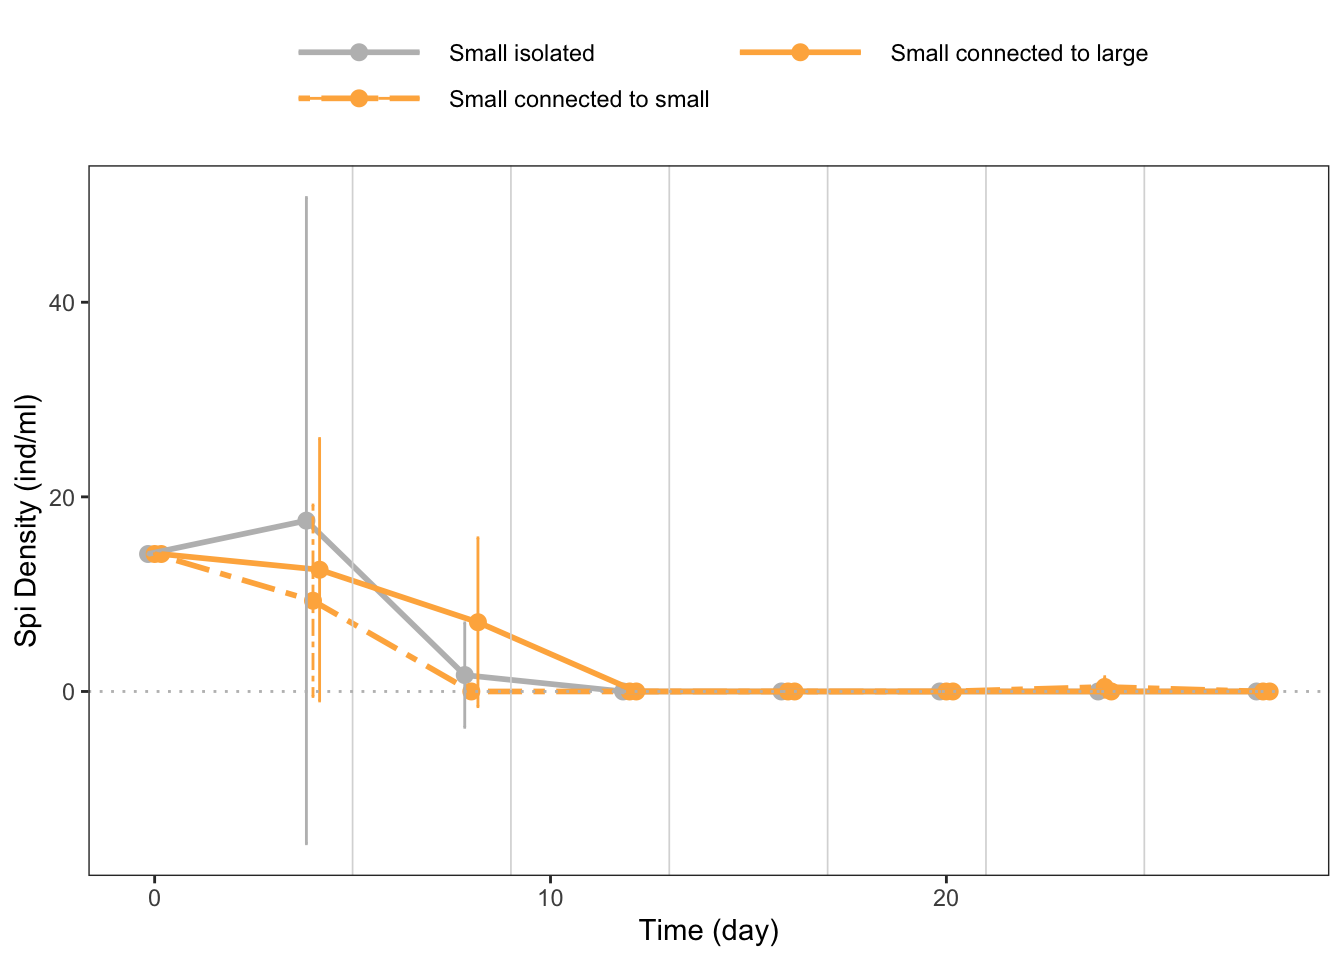 Small isolated
Small connected to large
Small connected to small
Spi Density (ind/ml)
40
20
0
0
10
20
Time (day)